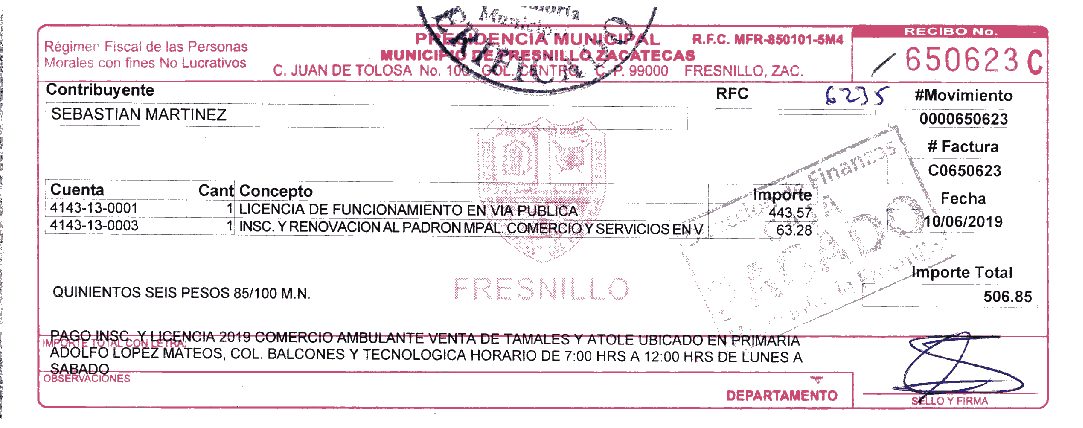 Régimen Fiscal de las Personas
Morales con fines No Lucrativos
PRESIDENCIA MUNICIPAL
MUNICIPIO DE FRESNILLO, ZACATECAS
C. JUAN DE TOLOSA No. 100 COL. CENTRO C. P. 99000 FRESNILLO, ZAC.
R.F.C. MFR-850101-5M4
RECIBO No.
650623 C
Contribuyente
SEBASTIAN MARTINEZ
RFC
6235
#Movimiento
0000650623
# Factura
C0650623
Fecha
10/06/2019
Cuenta Cant Concepto Importe
4143-13-0001 1 LICENCIA DE FUNCIONAMIENTO EN VIA PUBLICA 443.57
4143-13-0003 1 INSC. Y RENOVACION AL PADRON MPAL. COMERCIO Y SERVICIOS EN V 63.28
Finanzas
PAGADO
FRESNILLO
Importe Total
506.85
QUINIENTOS SEIS PESOS 85/100 M.N.
PAGO INSC. Y LICENCIA 2019 COMERCIO AMBULANTE VENTA DE TAMALES Y ATOLE UBICADO EN PRIMARIA
IMPORTE TOTAL CON LETRA
ADOLFO LOPEZ MATEOS, COL. BALCONES Y TECNOLOGICA HORARIO DE 7:00 HRS A 12:00 HRS DE LUNES A
SABADO
OBSERVACIONES
DEPARTAMENTO
SELLO Y FIRMA